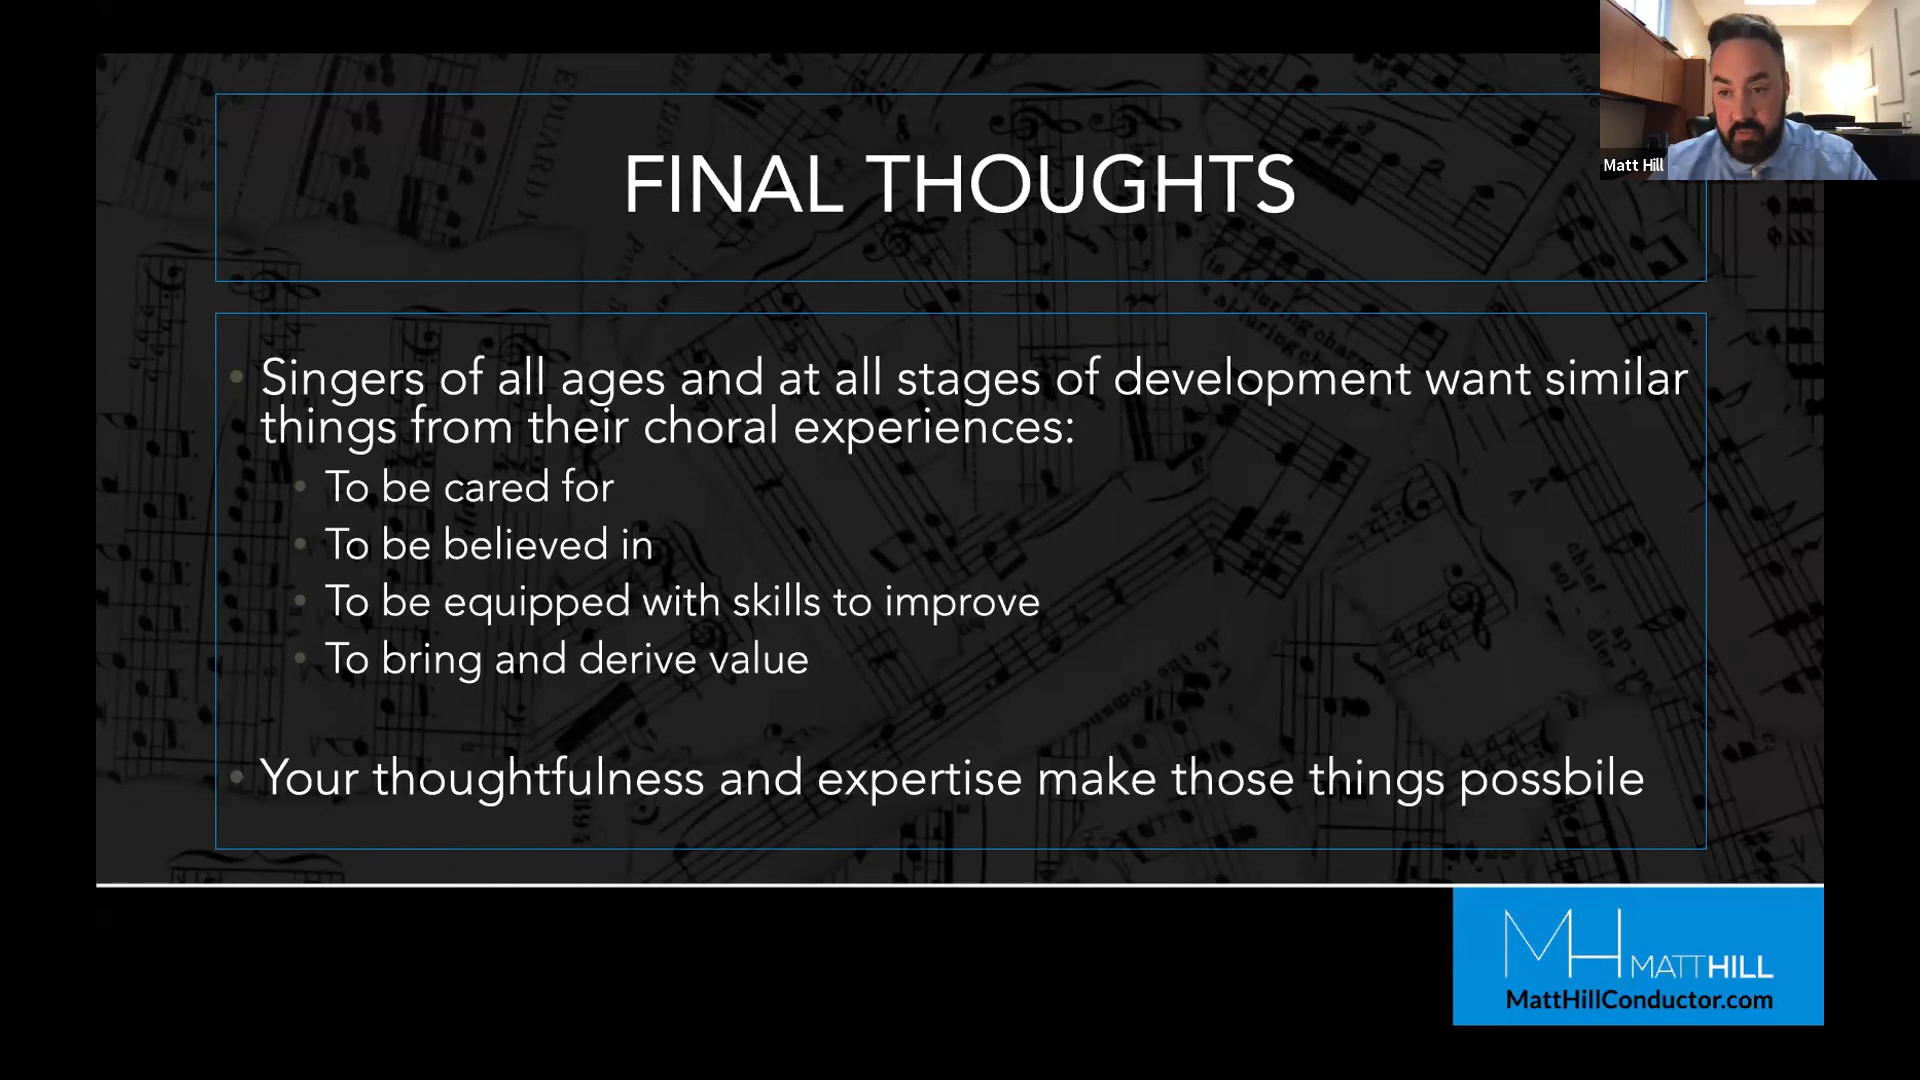 FINAL THOUGHTS
Matt Hill
Singers of all ages and at all stages of development want similar
things from their choral experiences:
To be cared for
To be believed in
To be equipped with skills to improve
To bring and derive value
Your thoughtfulness and expertise make those things possbile
MH MATTHILL
MattHillConductor.com